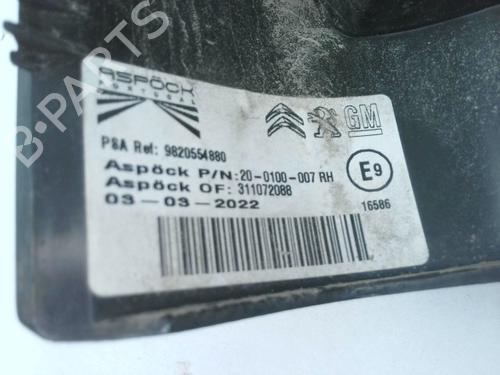 B-PARTS
ASPÖCK
PORTUGAL
GM
PSA Ref: 9820554880
Aspöck P/N:20-0100-007 RH
Aspöck OF: 311072088
03-03-2022
E9
16586